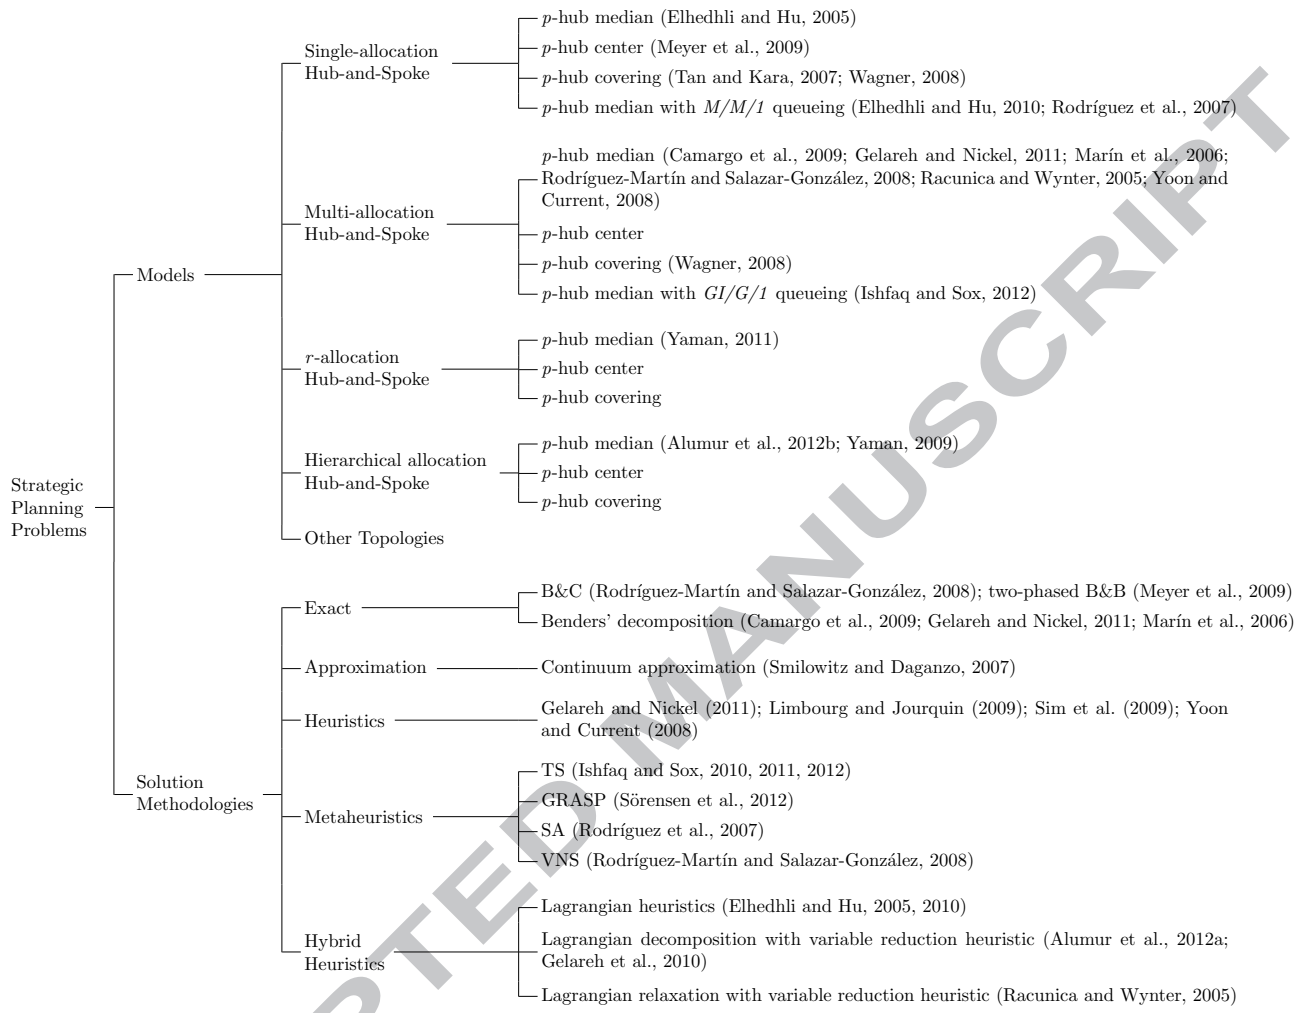 Strategic
Planning
Problems
Models
Single-allocation
Hub-and-Spoke
p-hub median (Elhedhli and Hu, 2005)
p-hub center (Meyer et al., 2009)
p-hub covering (Tan and Kara, 2007; Wagner, 2008)
p-hub median with M/M/1 queueing (Elhedhli and Hu, 2010; Rodríguez et al., 2007)
Multi-allocation
Hub-and-Spoke
p-hub median (Camargo et al., 2009; Gelareh and Nickel, 2011; Marín et al., 2006;
Rodríguez-Martín and Salazar-González, 2008; Racunica and Wynter, 2005; Yoon and
Current, 2008)
p-hub center
p-hub covering (Wagner, 2008)
p-hub median with GI/G/1 queueing (Ishfaq and Sox, 2012)
r-allocation
Hub-and-Spoke
p-hub median (Yaman, 2011)
p-hub center
p-hub covering
Hierarchical allocation
Hub-and-Spoke
p-hub median (Alumur et al., 2012b; Yaman, 2009)
p-hub center
p-hub covering
Other Topologies
Solution
Methodologies
Exact
B&C (Rodríguez-Martín and Salazar-González, 2008); two-phased B&B (Meyer et al., 2009)
Benders' decomposition (Camargo et al., 2009; Gelareh and Nickel, 2011; Marín et al., 2006)
Approximation
Continuum approximation (Smilowitz and Daganzo, 2007)
Heuristics
Gelareh and Nickel (2011); Limbourg and Jourquin (2009); Sim et al. (2009); Yoon
and Current (2008)
Metaheuristics
TS (Ishfaq and Sox, 2010, 2011, 2012)
GRASP (Sörensen et al., 2012)
SA (Rodríguez et al., 2007)
VNS (Rodríguez-Martín and Salazar-González, 2008)
Hybrid
Heuristics
Lagrangian heuristics (Elhedhli and Hu, 2005, 2010)
Lagrangian decomposition with variable reduction heuristic (Alumur et al., 2012a;
Gelareh et al., 2010)
Lagrangian relaxation with variable reduction heuristic (Racunica and Wynter, 2005)
PTED MANUSCRIPT